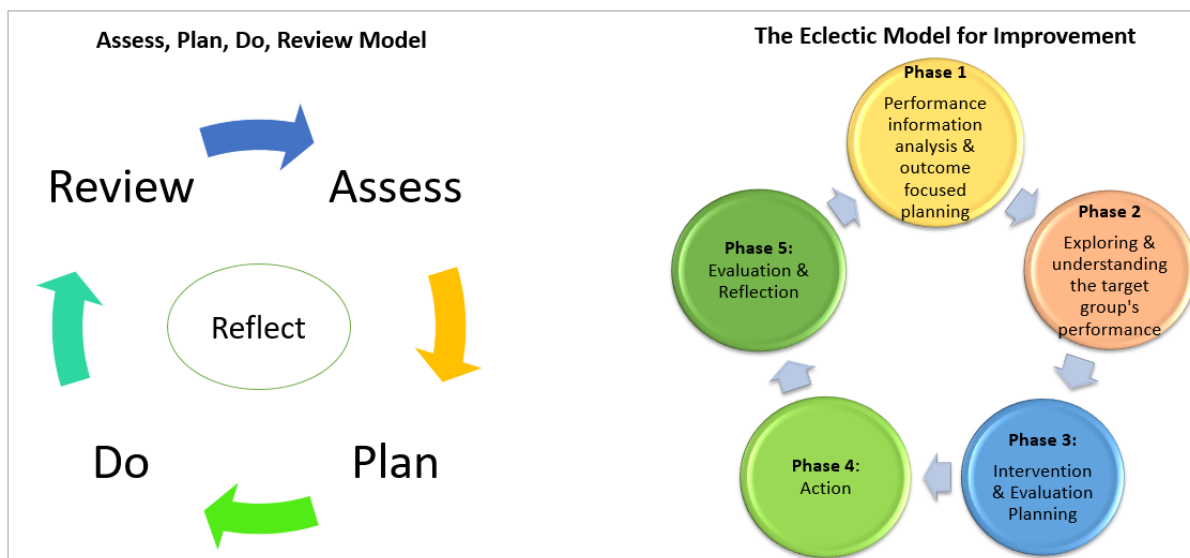 Assess, Plan, Do, Review Model
Review
Assess
Reflect
Do
Plan
The Eclectic Model for Improvement
Phase 1
Performance
information
analysis &
outcome
focused
planning
Phase 2
Exploring &
understanding
the target
group's
performance
Phase 3:
Intervention
& Evaluation
Planning
Phase 4:
Action
Phase 5:
Evaluation &
Reflection